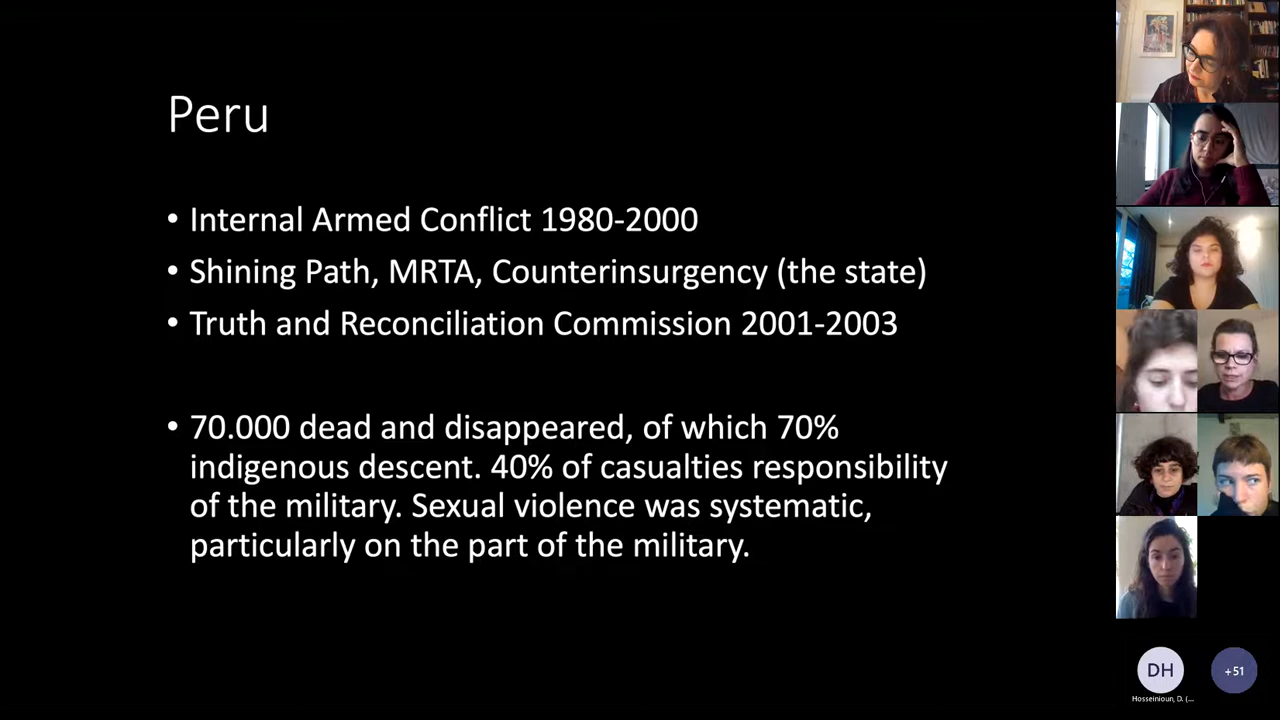 Peru
• Internal Armed Conflict 1980-2000
• Shining Path, MRTA, Counterinsurgency (the state)
• Truth and Reconciliation Commission 2001-2003
• 70.000 dead and disappeared, of which 70%
indigenous descent. 40% of casualties responsibility
of the military. Sexual violence was systematic,
particularly on the part of the military.
DH
+51
Hosseinioun, D. (...